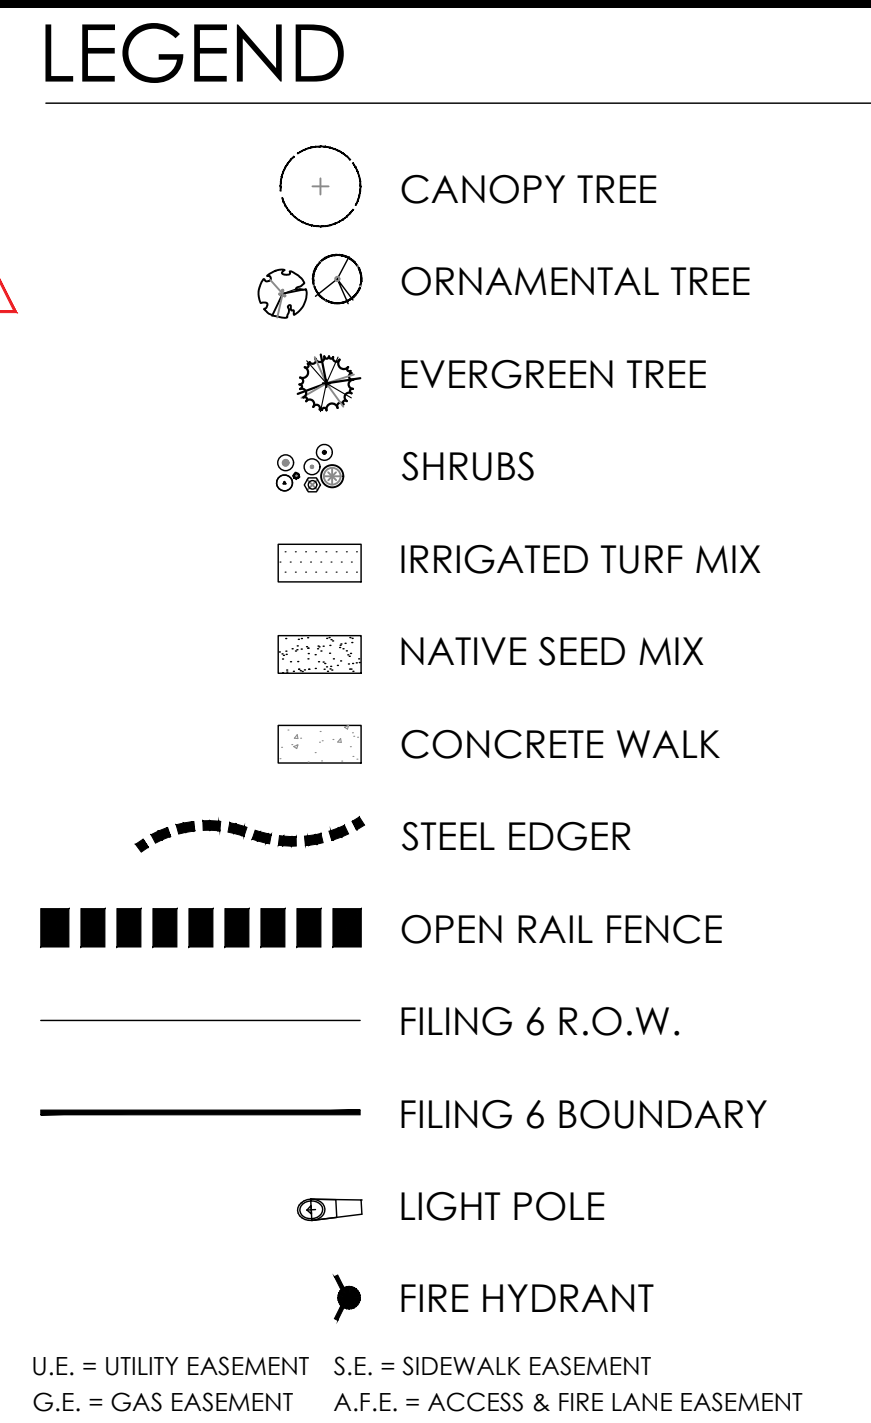 LEGEND
CANOPY TREE
ORNAMENTAL TREE
EVERGREEN TREE
SHRUBS
IRRIGATED TURF MIX
NATIVE SEED MIX
CONCRETE WALK
STEEL EDGER
OPEN RAIL FENCE
FILING 6 R.O.W.
FILING 6 BOUNDARY
LIGHT POLE
FIRE HYDRANT
U.E. = UTILITY EASEMENT S.E. = SIDEWALK EASEMENT
G.E. = GAS EASEMENT A.F.E. = ACCESS & FIRE LANE EASEMENT